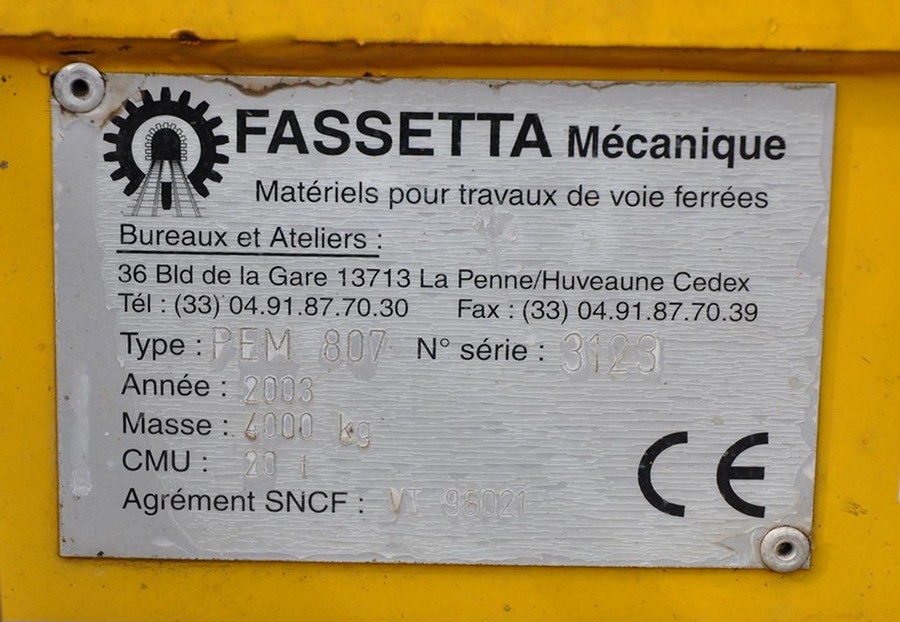 FASSETTA Mécanique
Matériels pour travaux de voie ferrées
Bureaux et Ateliers :
36 Bld de la Gare 13713 La Penne/Huveaune Cedex
Tél : (33) 04.91.87.70.30 Fax : (33) 04.91.87.70.39
Type : PEM 807 N° série : 3123
Année : 2003
Masse : 4000 kg
CMU : 20 t
Agrément SNCF : VT 96021
CE